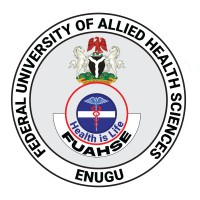 FEDERAL UNIVERSITY OF ALLIED HEALTH SCIENCES
Health is Life
FUAHSE
ENUGU